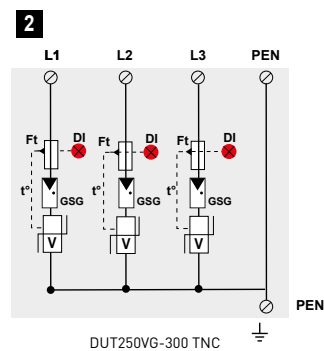 2
L1 L2 L3 PEN
Ft DI Ft DI Ft DI
t° GSG t° GSG t° GSG
V V V
PEN
DUT250VG-300 TNC